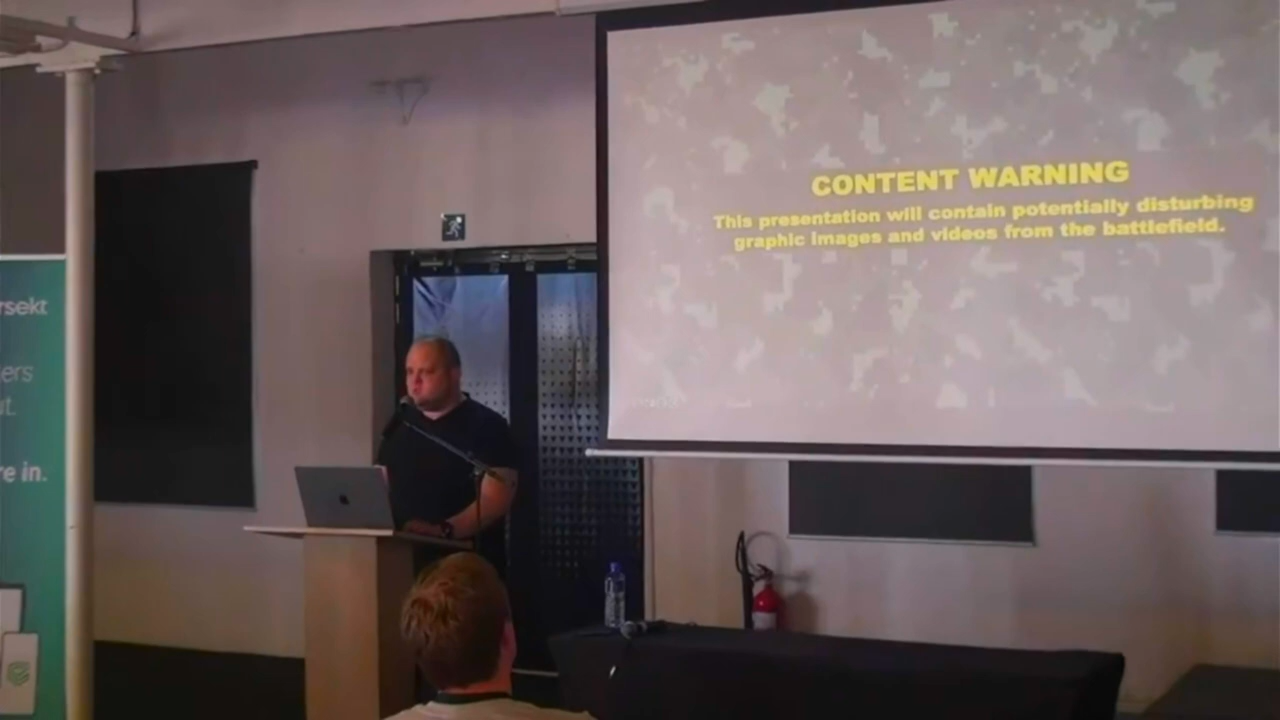 rsekt
ers
ut.
re in.
CONTENT WARNING
This presentation will contain potentially disturbing
graphic images and videos from the battlefield.